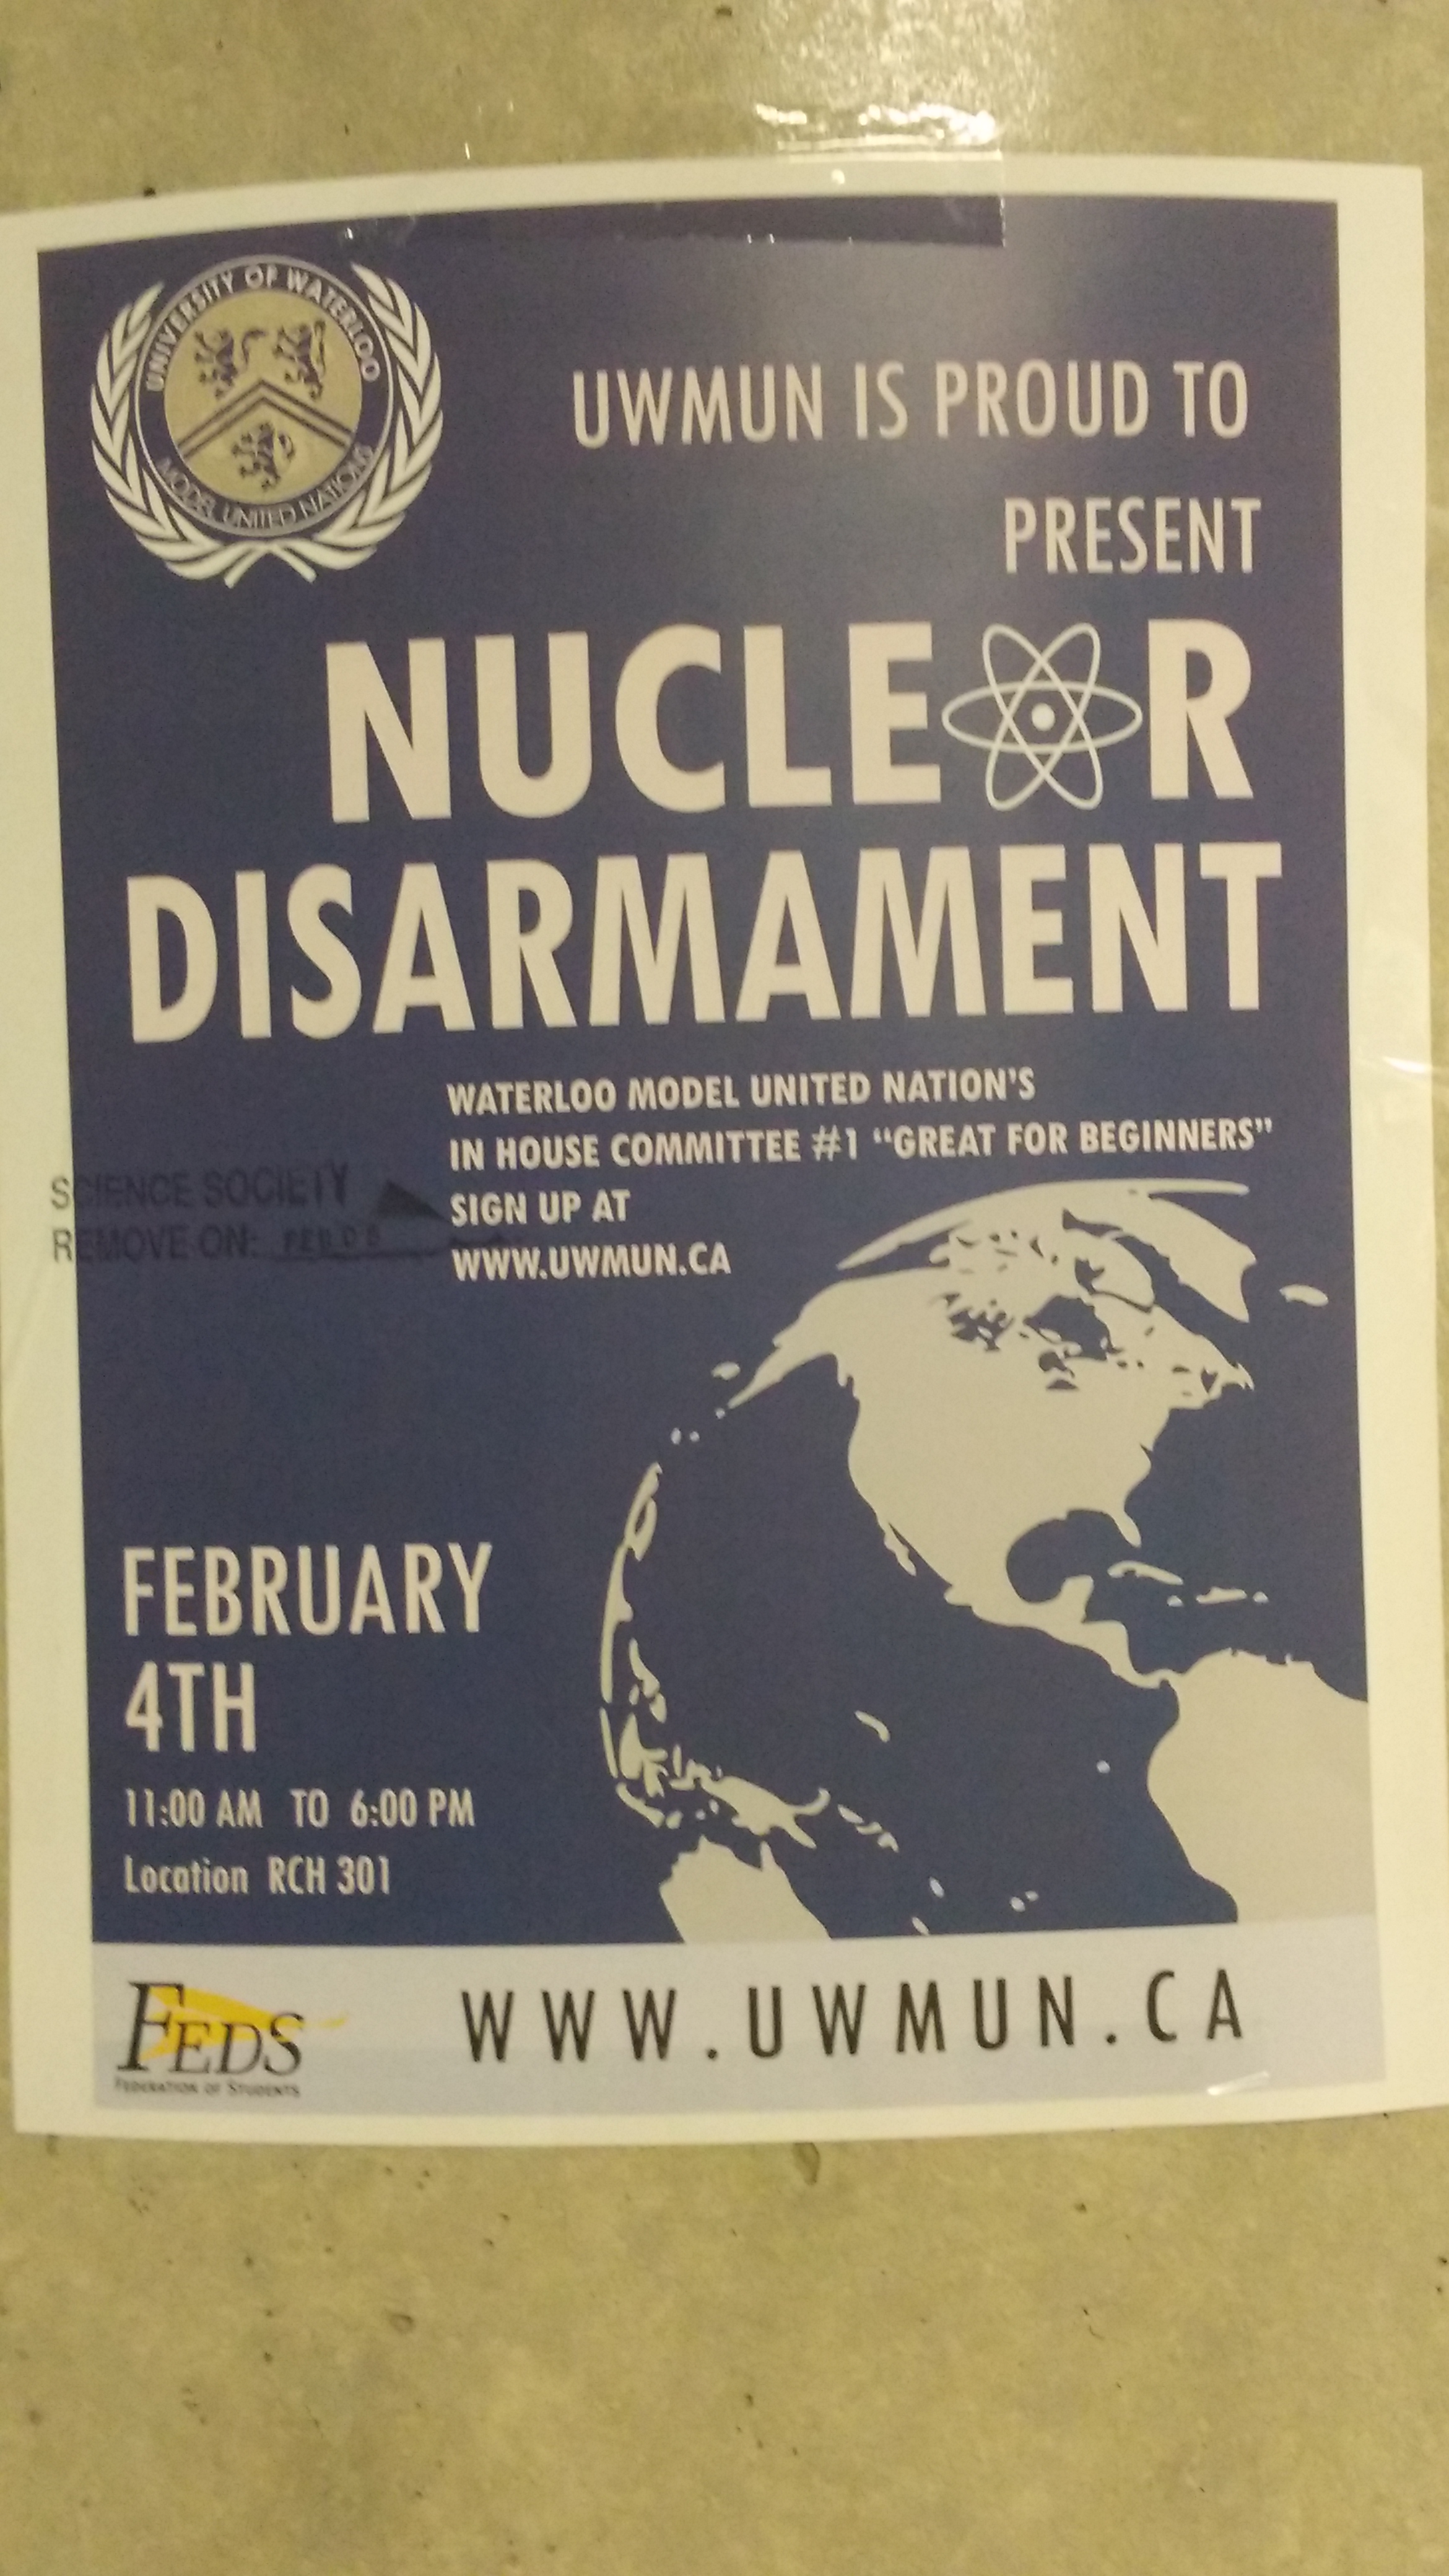 UNIVERSITY OF WATERLOO
MODEL UNITED NATIONS
UWMUN IS PROUD TO
PRESENT
NUCLE R
DISARMAMENT
WATERLOO MODEL UNITED NATION'S
IN HOUSE COMMITTEE #1 “GREAT FOR BEGINNERS”
SIGN UP AT
WWW.UWMUN.CA
SCIENCE SOCIETY
REMOVE ON:
FEBRUARY
4TH
11:00 AM TO 6:00 PM
Location RCH 301
FEDS
FEDERATION OF STUDENTS
WWW.UWMUN.CA